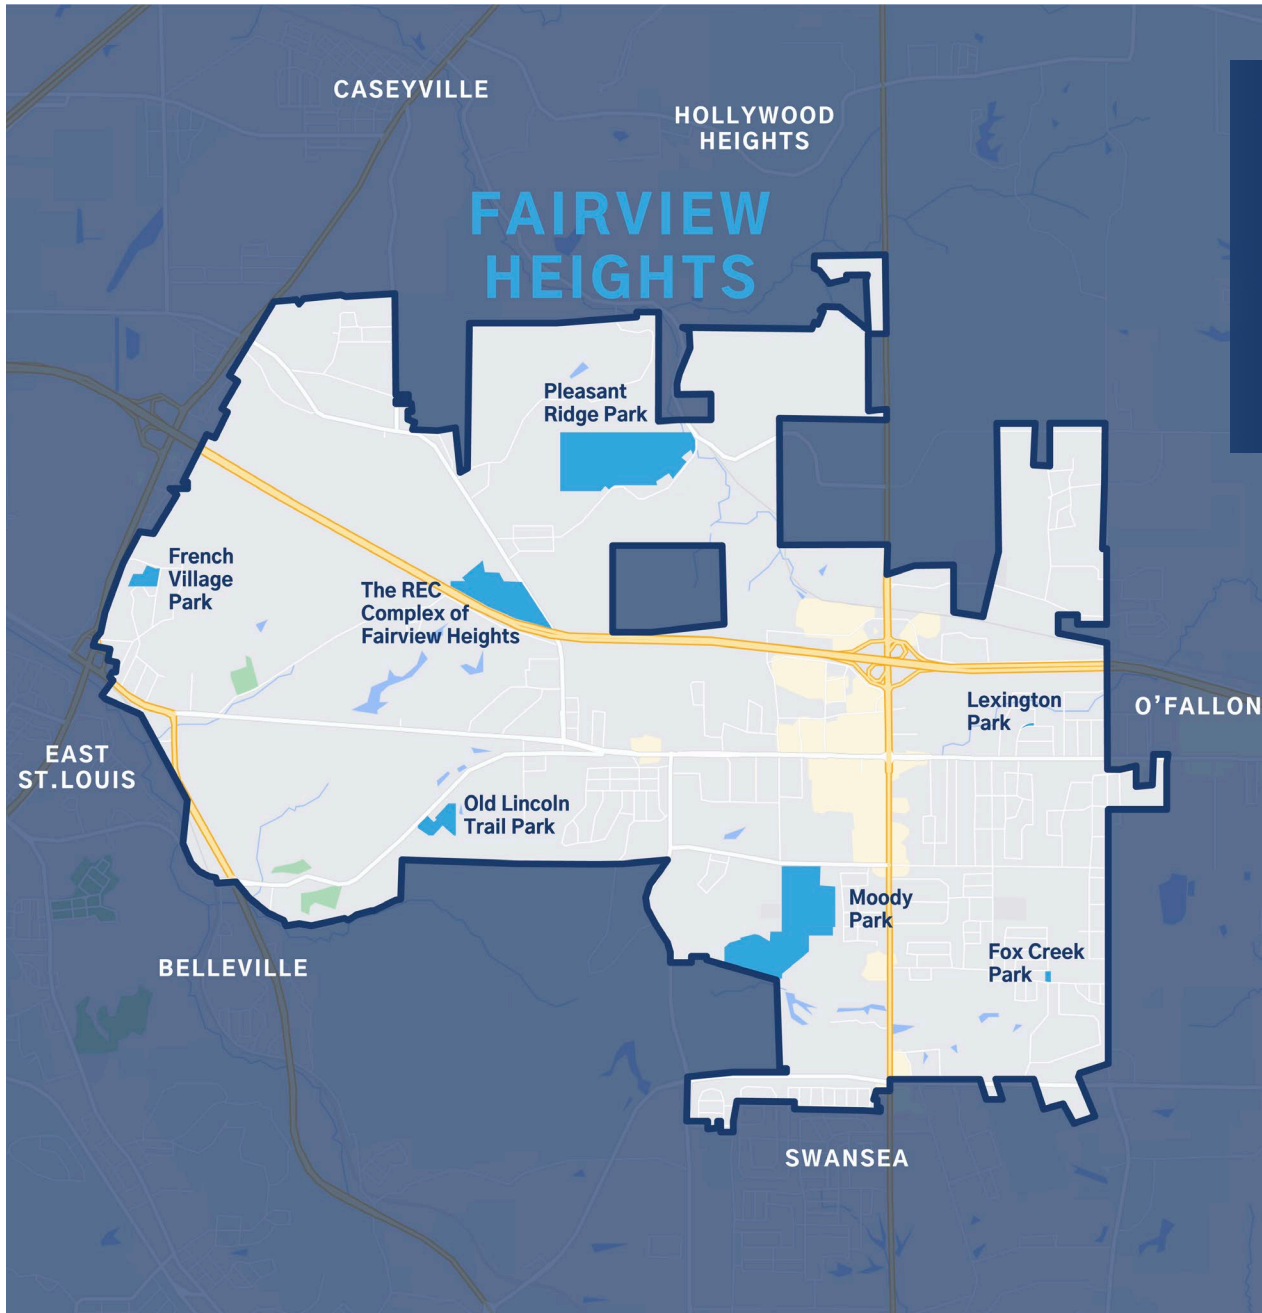 CASEYVILLE
HOLLYWOOD
HEIGHTS
FAIRVIEW
HEIGHTS
Pleasant
Ridge Park
French
Village
Park
The REC
Complex of
Fairview Heights
Lexington
Park
O'FALLON
EAST
ST.LOUIS
Old Lincoln
Trail Park
Moody
Park
Fox Creek
Park
BELLEVILLE
SWANSEA